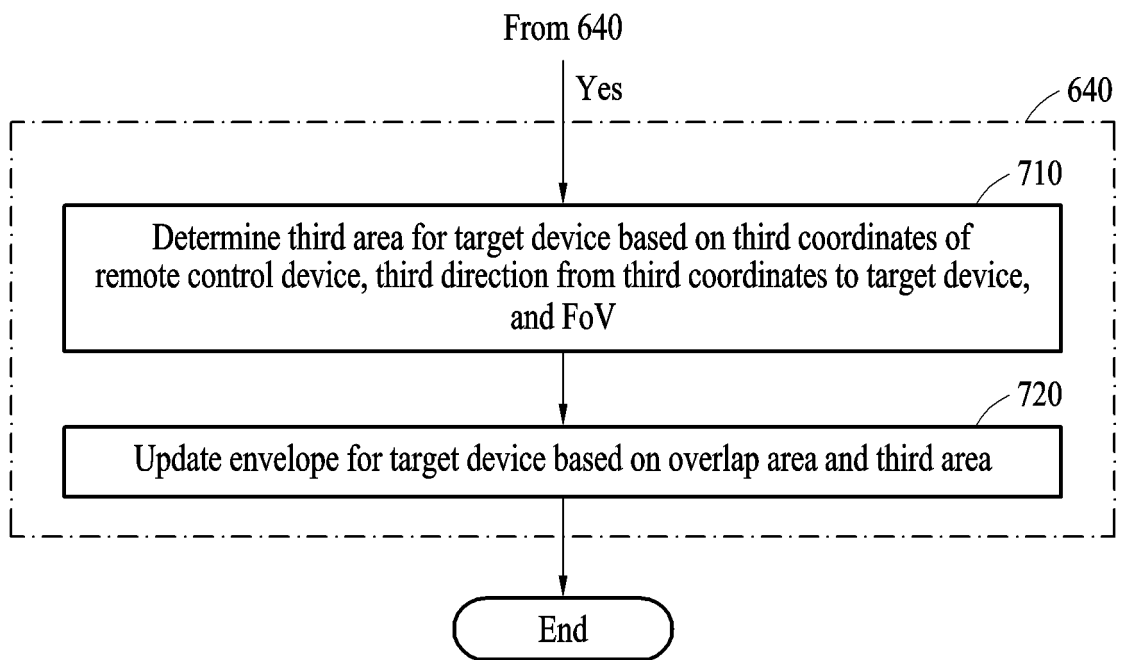 From 640
Yes
640
710
Determine third area for target device based on third coordinates of
remote control device, third direction from third coordinates to target device,
and FoV
720
Update envelope for target device based on overlap area and third area
End